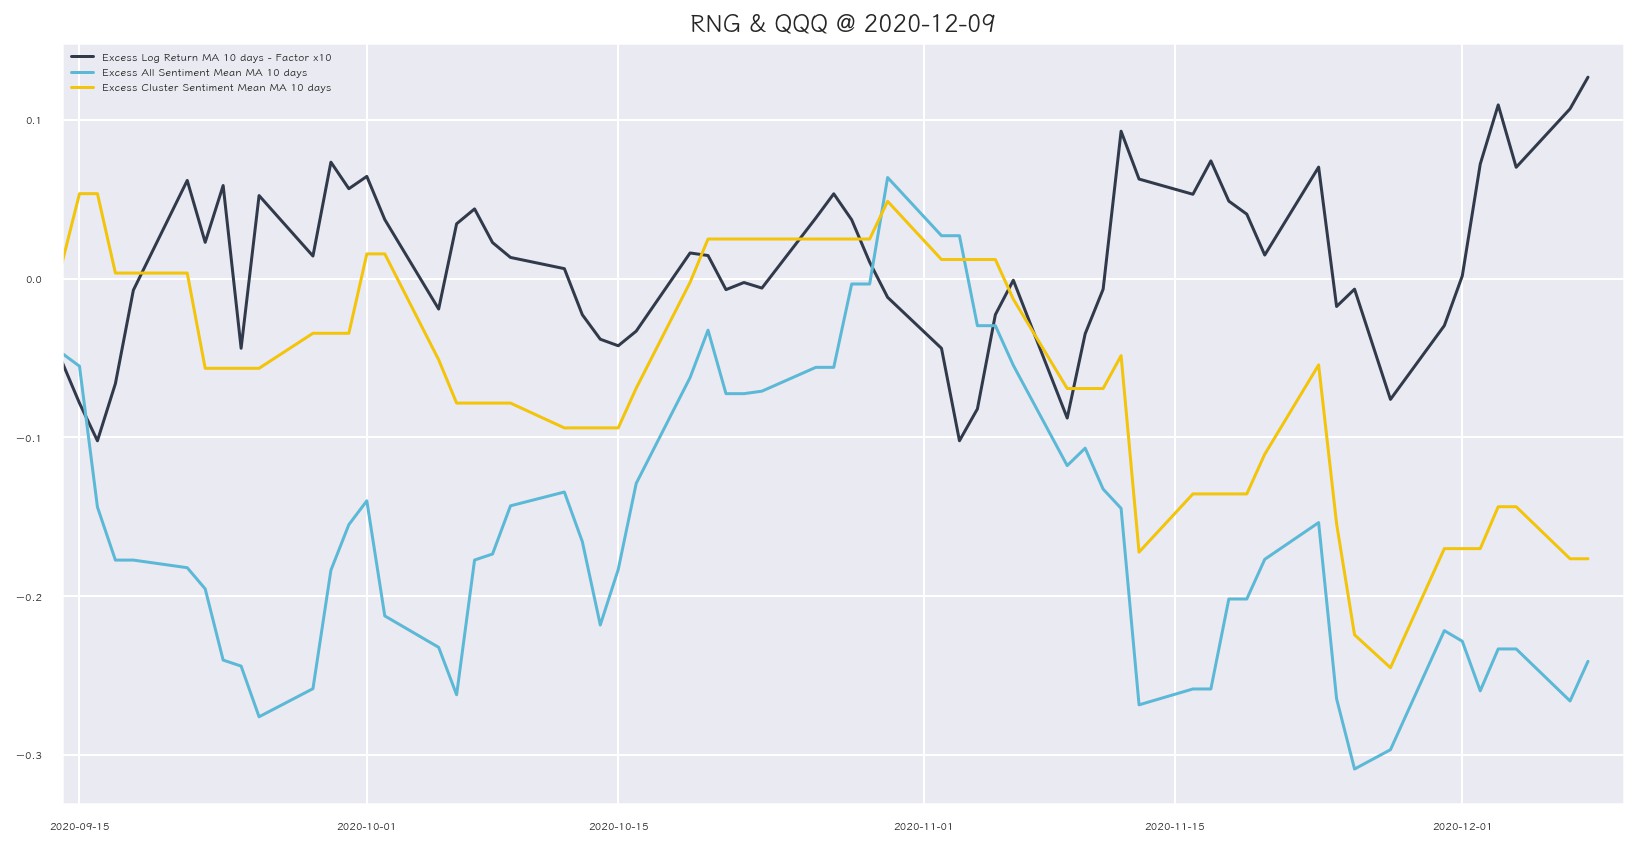 RNG & QQQ @ 2020-12-09
Excess Log Return MA 10 days - Factor x10
Excess All Sentiment Mean MA 10 days
Excess Cluster Sentiment Mean MA 10 days
0.1
0.0
−0.1
−0.2
−0.3
2020-09-15 2020-10-01 2020-10-15 2020-11-01 2020-11-15 2020-12-01